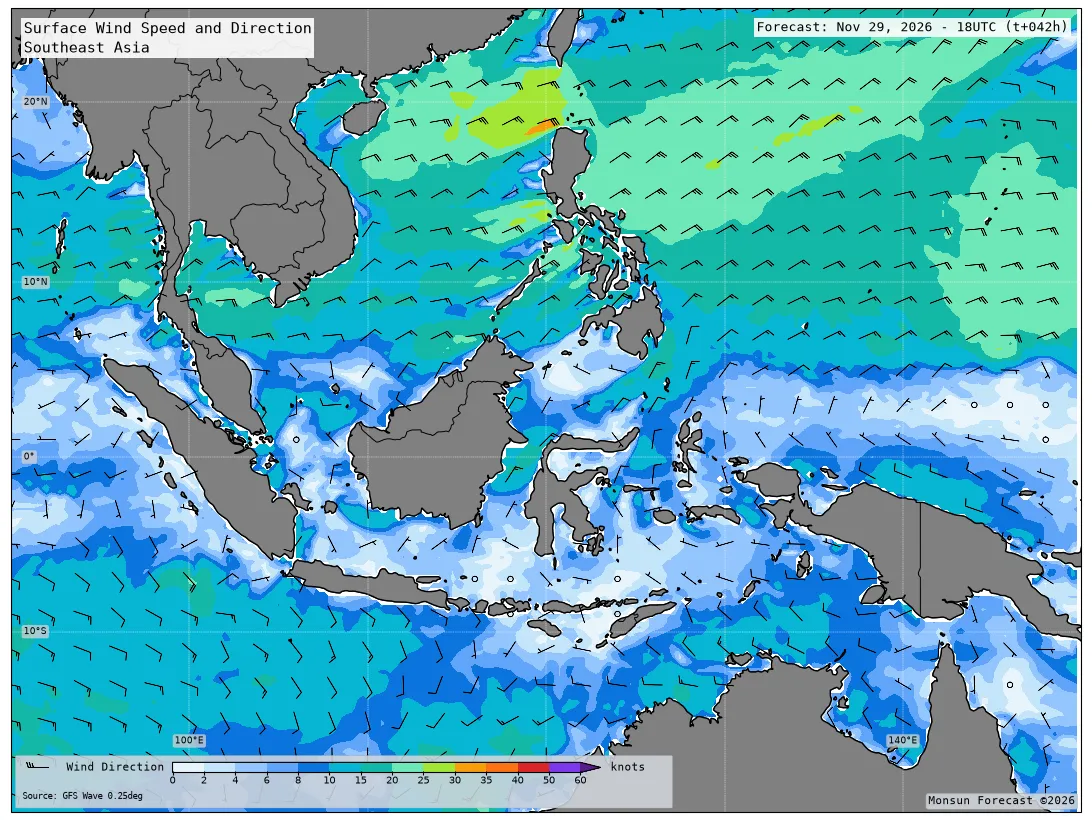 Surface Wind Speed and Direction
Southeast Asia
Forecast: Nov 29, 2026 - 18UTC (t+042h)
20°N
10°N
0°
10°S
100°E
140°E
Wind Direction
knots
0 2 4 6 8 10 15 20 25 30 35 40 50 60
Source: GFS Wave 0.25deg
Monsun Forecast ©2026